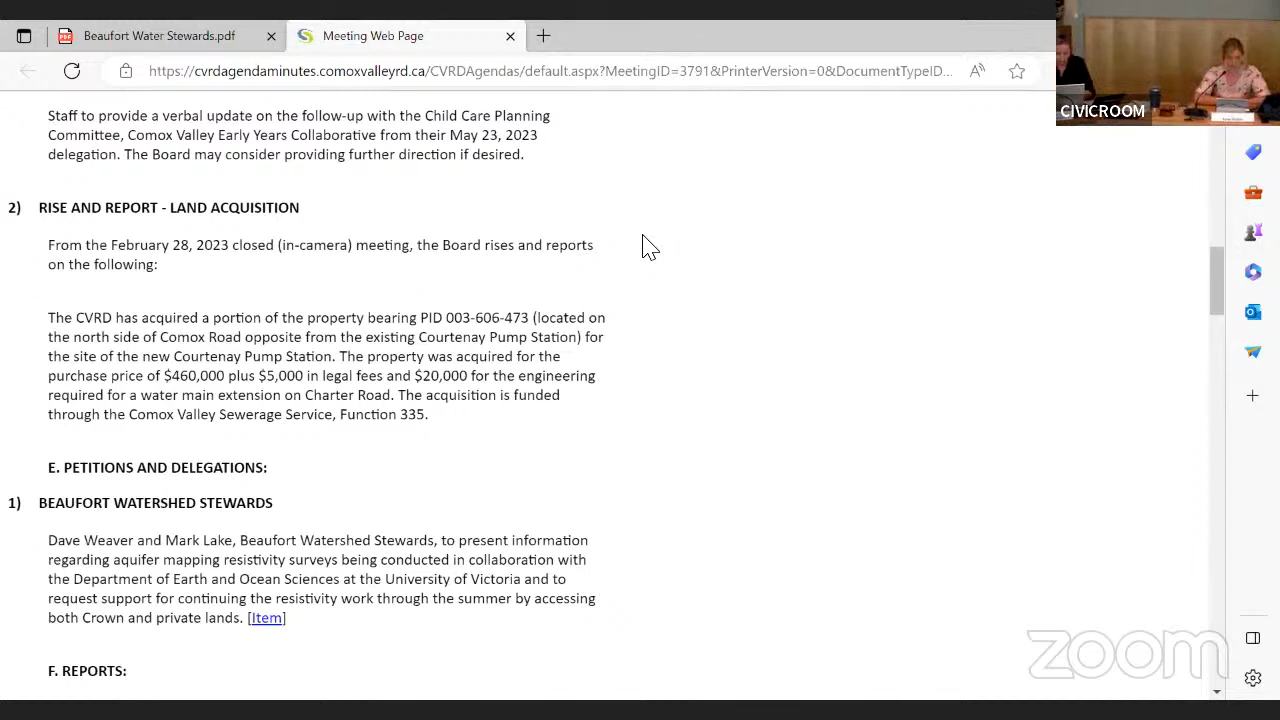 Beaufort Water Stewards.pdf
Meeting Web Page
https://cvrdagendaminutes.comoxvalleyrd.ca/CVRDAgendas/default.aspx?MeetingID=3791&PrinterVersion=0&DocumentTypeID...
CIVICROOM
Staff to provide a verbal update on the follow-up with the Child Care Planning
Committee, Comox Valley Early Years Collaborative from their May 23, 2023
delegation. The Board may consider providing further direction if desired.
2) RISE AND REPORT - LAND ACQUISITION
From the February 28, 2023 closed (in-camera) meeting, the Board rises and reports
on the following:
The CVRD has acquired a portion of the property bearing PID 003-606-473 (located on
the north side of Comox Road opposite from the existing Courtenay Pump Station) for
the site of the new Courtenay Pump Station. The property was acquired for the
purchase price of $460,000 plus $5,000 in legal fees and $20,000 for the engineering
required for a water main extension on Charter Road. The acquisition is funded
through the Comox Valley Sewerage Service, Function 335.
E. PETITIONS AND DELEGATIONS:
1) BEAUFORT WATERSHED STEWARDS
Dave Weaver and Mark Lake, Beaufort Watershed Stewards, to present information
regarding aquifer mapping resistivity surveys being conducted in collaboration with
the Department of Earth and Ocean Sciences at the University of Victoria and to
request support for continuing the resistivity work through the summer by accessing
both Crown and private lands. [Item]
F. REPORTS:
zoom